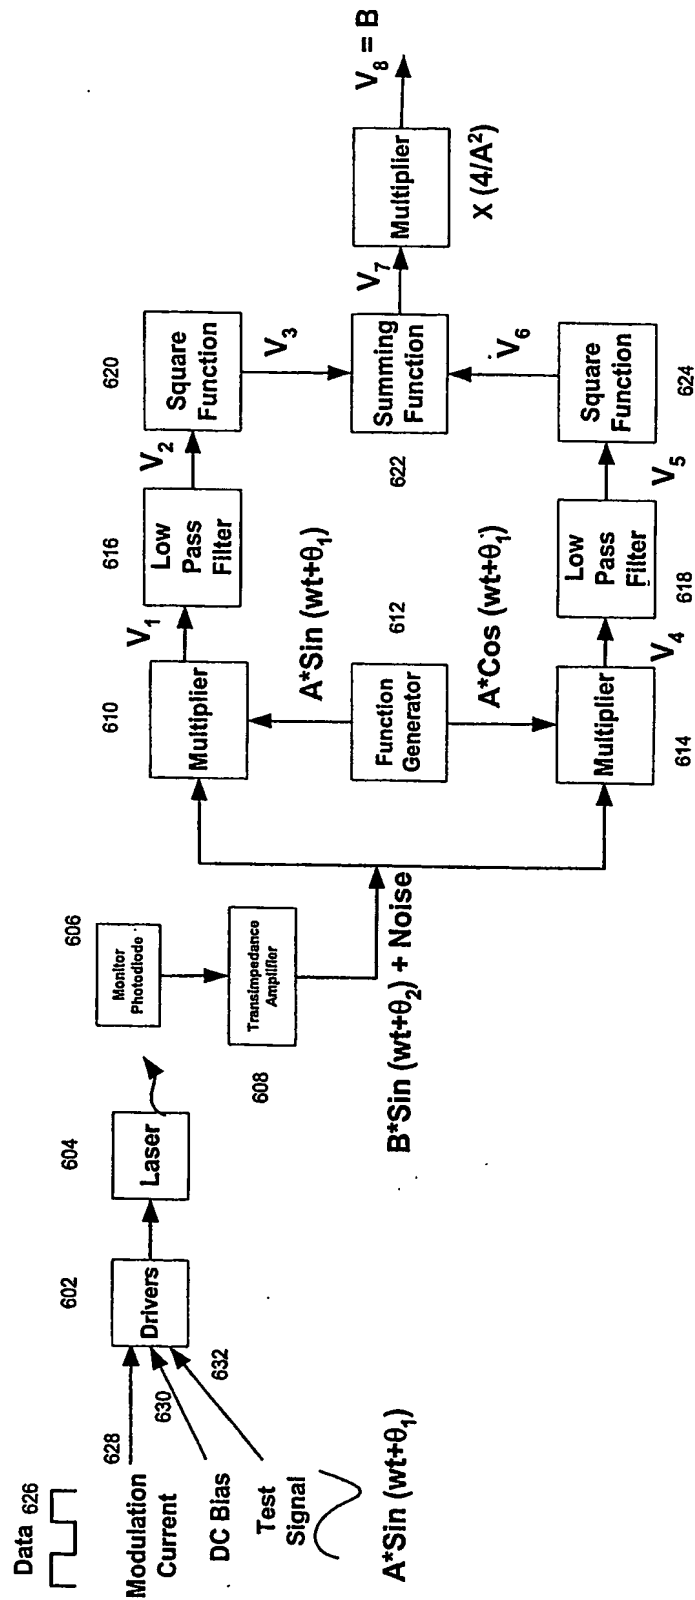 Data 626
628
Modulation
Current
630
DC Bias
632
Test
Signal
A*Sin (wt+θ₁)
602
Drivers
604
Laser
606
Monitor
Photodiode
608
Transimpedance
Amplifier
B*Sin (wt+θ₂) + Noise
610
Multiplier
V₁
616
Low
Pass
Filter
V₂
620
Square
Function
V₃
A*Sin (wt+θ₁)
612
Function
Generator
A*Cos (wt+θ₁)
614
Multiplier
V₄
618
Low
Pass
Filter
V₅
624
Square
Function
V₆
622
Summing
Function
V₇
Multiplier
X (4/A²)
V₈ = B